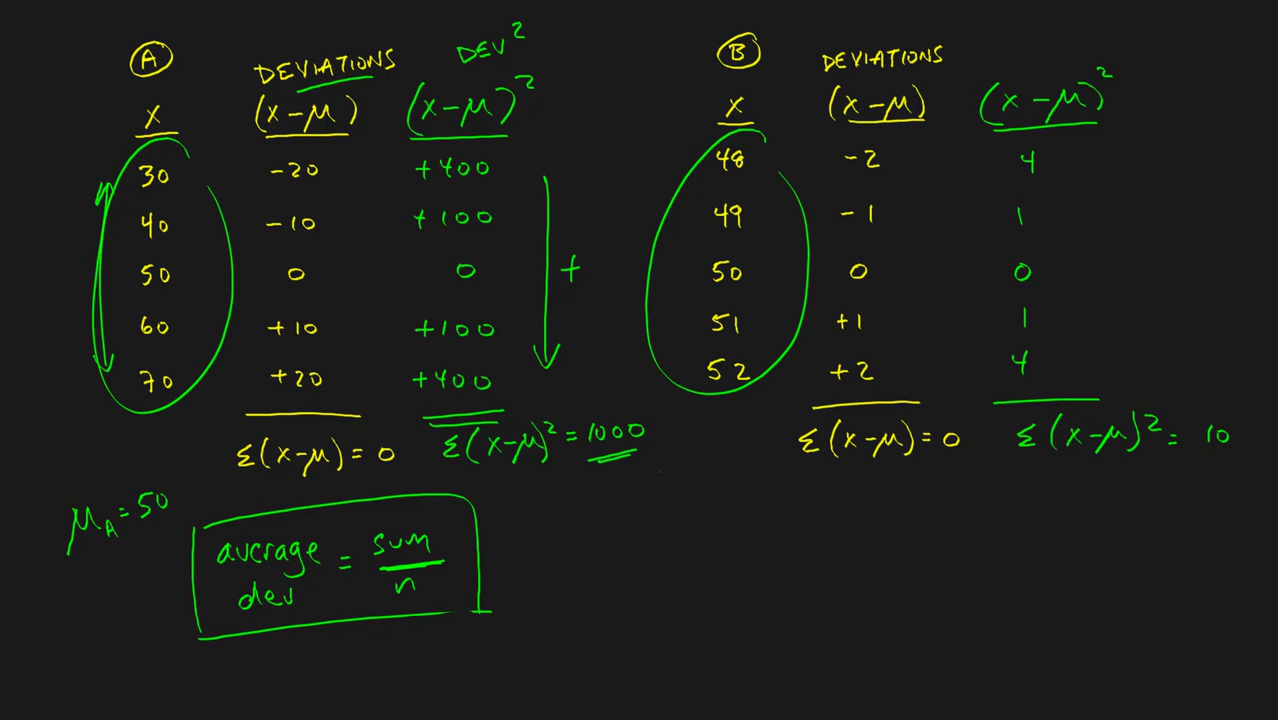 A
DEVIATIONS
DEV²
x
(x-μ)
(x-μ)²
30
-20
+400
40
-10
+100
50
0
0
60
+10
+100
70
+20
+400
+
Σ(x-μ) = 0
Σ(x-μ)² = 1000
μA = 50
average dev = sum/n
B
DEVIATIONS
x
(x-μ)
(x-μ)²
48
-2
4
49
-1
1
50
0
0
51
+1
1
52
+2
4
Σ(x-μ) = 0
Σ(x-μ)² = 10